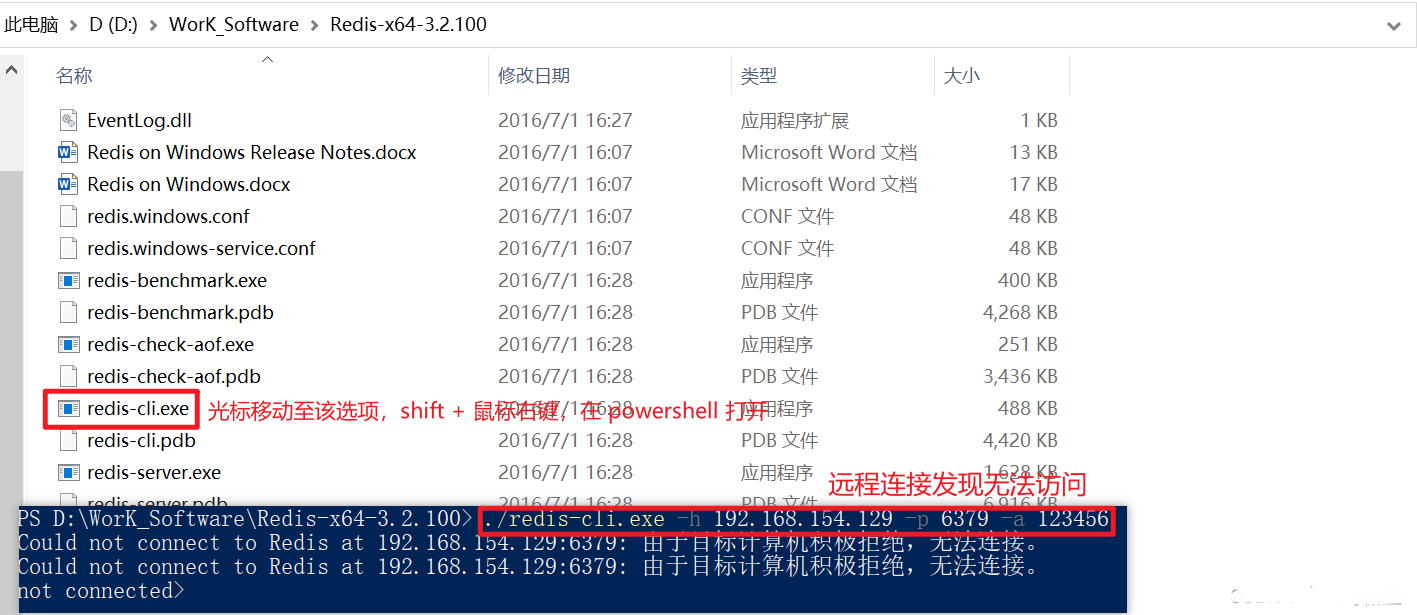 此电脑 > D (D:) > WorK_Software > Redis-x64-3.2.100
名称 修改日期 类型 大小
EventLog.dll 2016/7/1 16:27 应用程序扩展 1 KB
Redis on Windows Release Notes.docx 2016/7/1 16:07 Microsoft Word 文档 13 KB
Redis on Windows.docx 2016/7/1 16:07 Microsoft Word 文档 17 KB
redis.windows.conf 2016/7/1 16:07 CONF 文件 48 KB
redis.windows-service.conf 2016/7/1 16:07 CONF 文件 48 KB
redis-benchmark.exe 2016/7/1 16:28 应用程序 400 KB
redis-benchmark.pdb 2016/7/1 16:28 PDB 文件 4,268 KB
redis-check-aof.exe 2016/7/1 16:28 应用程序 251 KB
redis-check-aof.pdb 2016/7/1 16:28 PDB 文件 3,436 KB
redis-cli.exe 2016/7/1 16:28 应用程序 488 KB
光标移动至该选项，shift + 鼠标右键，在 powershell 打开
redis-cli.pdb 2016/7/1 16:28 PDB 文件 4,420 KB
redis-server.exe 2016/7/1 16:28 应用程序 1,628 KB
远程连接发现无法访问
redis-server.pdb 2016/7/1 16:28 PDB 文件 6,916 KB
PS D:\WorK_Software\Redis-x64-3.2.100> ./redis-cli.exe -h 192.168.154.129 -p 6379 -a 123456
Could not connect to Redis at 192.168.154.129:6379: 由于目标计算机积极拒绝，无法连接。
Could not connect to Redis at 192.168.154.129:6379: 由于目标计算机积极拒绝，无法连接。
not connected>